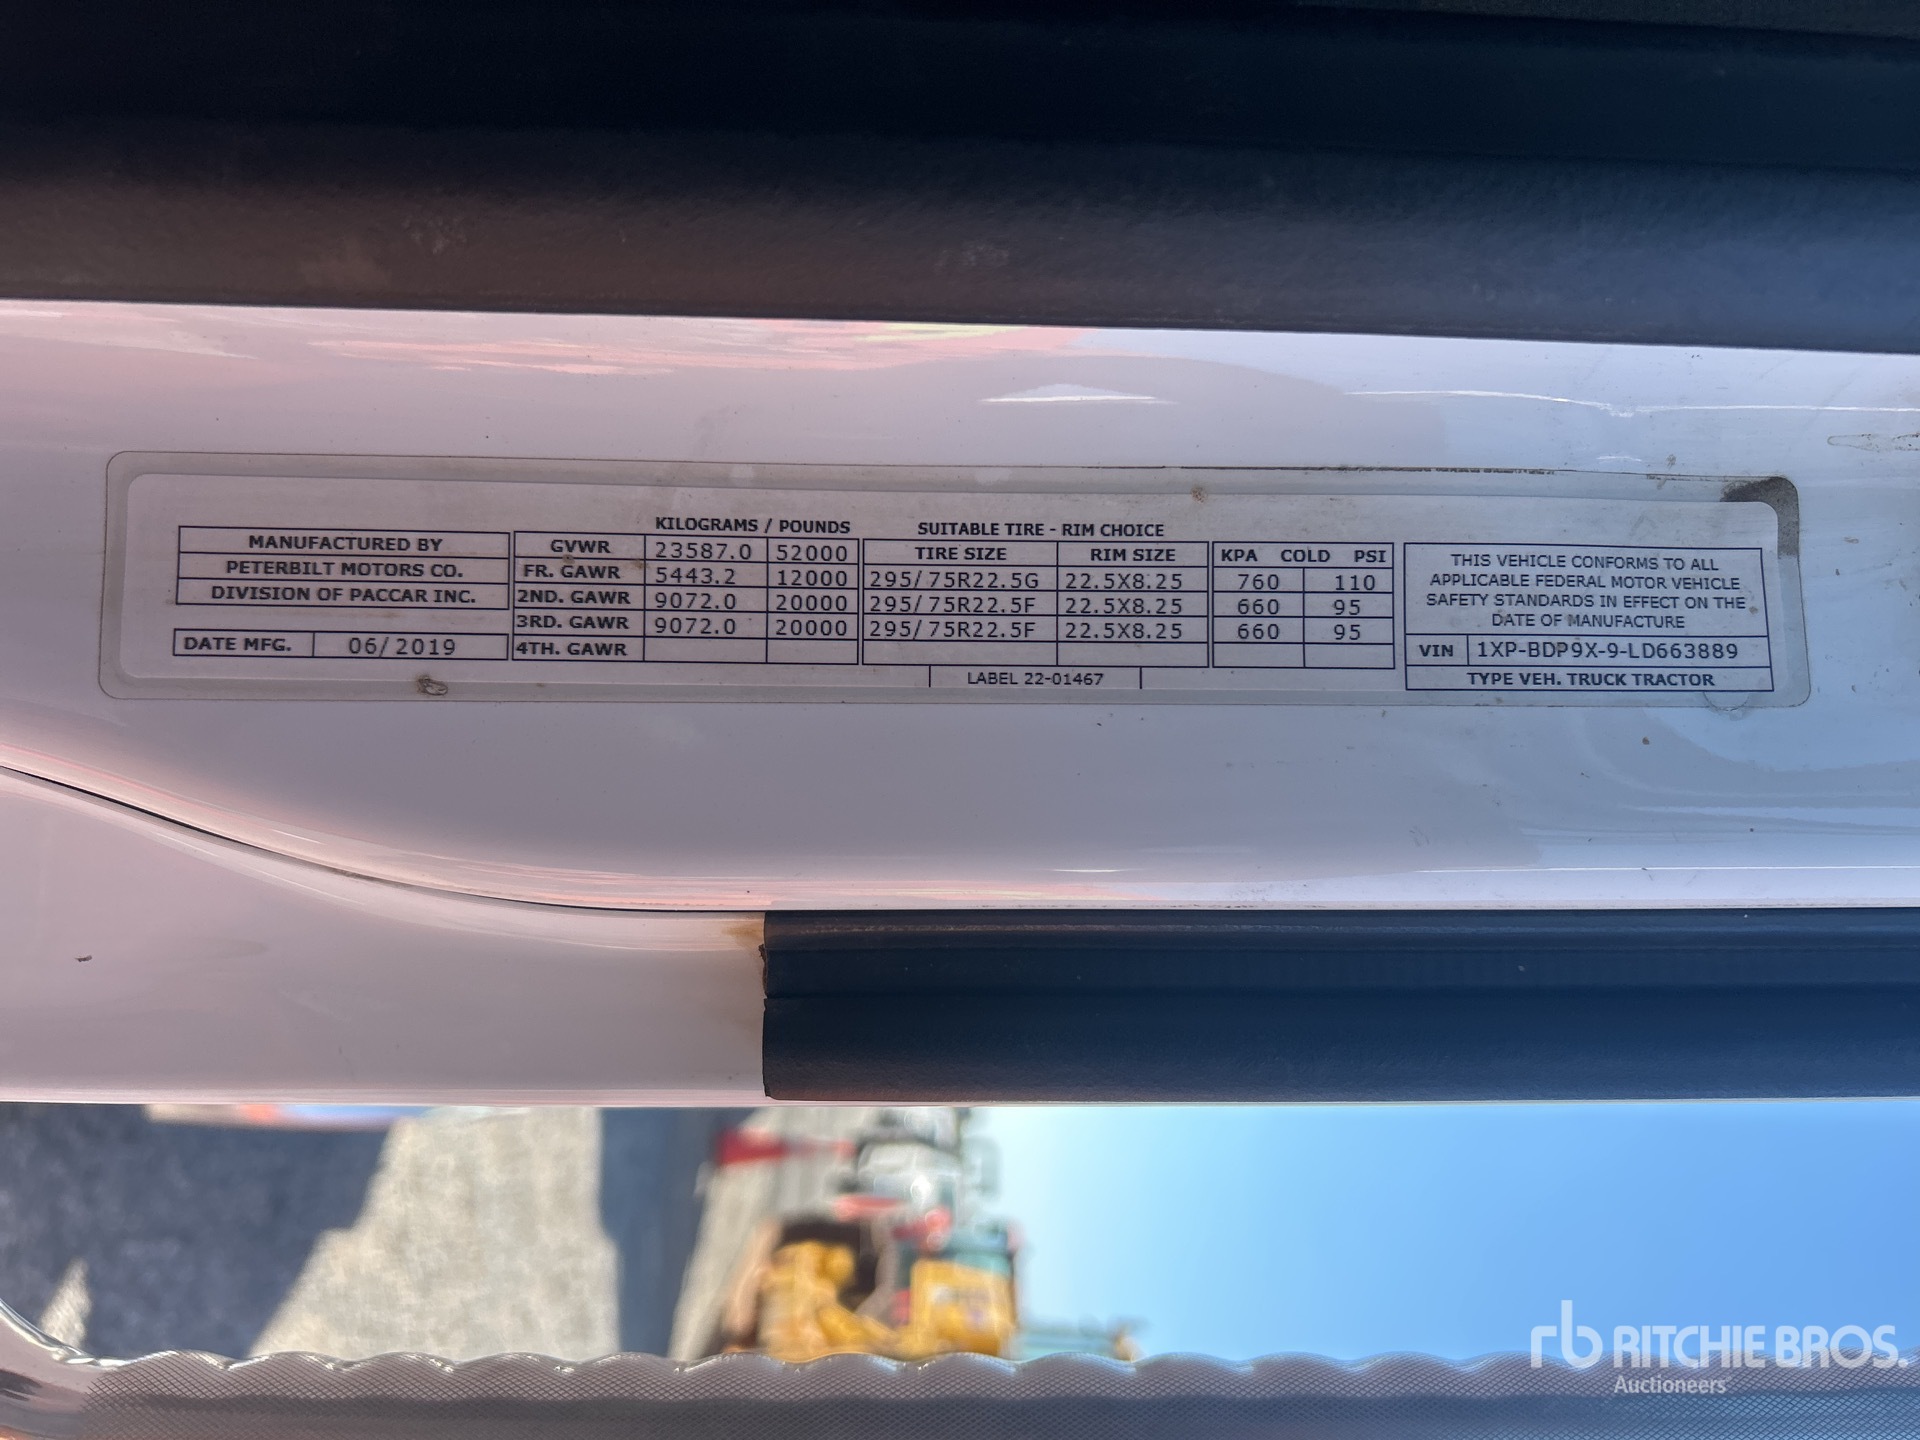 KILOGRAMS / POUNDS SUITABLE TIRE - RIM CHOICE
MANUFACTURED BY
PETERBILT MOTORS CO.
DIVISION OF PACCAR INC.
DATE MFG. 06/2019
GVWR 23587.0 52000 TIRE SIZE RIM SIZE KPA COLD PSI
FR. GAWR 5443.2 12000 295/75R22.5G 22.5X8.25 760 110
2ND. GAWR 9072.0 20000 295/75R22.5F 22.5X8.25 660 95
3RD. GAWR 9072.0 20000 295/75R22.5F 22.5X8.25 660 95
4TH. GAWR
LABEL 22-01467
THIS VEHICLE CONFORMS TO ALL
APPLICABLE FEDERAL MOTOR VEHICLE
SAFETY STANDARDS IN EFFECT ON THE
DATE OF MANUFACTURE
VIN 1XP-BDP9X-9-LD663889
TYPE VEH. TRUCK TRACTOR
rb RITCHIE BROS.
Auctioneers